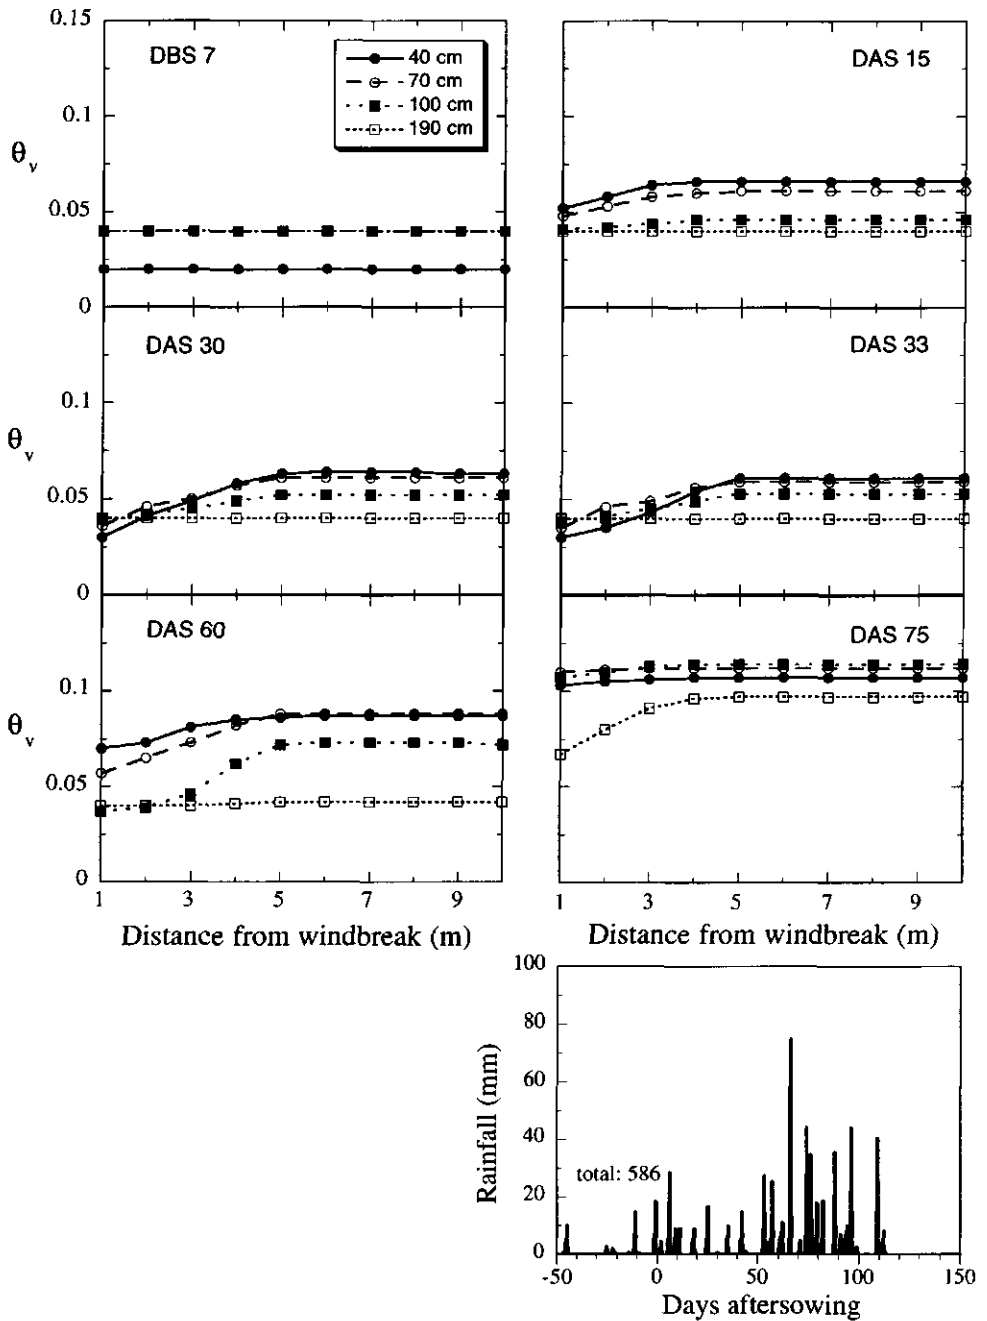 0.15
DBS 7
40 cm
70 cm
100 cm
190 cm
DAS 15
0.1
θv
0.05
0
DAS 30
DAS 33
0.1
θv
0.05
0
DAS 60
DAS 75
0.1
θv
0.05
0
1 3 5 7 9
1 3 5 7 9
Distance from windbreak (m)
Distance from windbreak (m)
100
80
60
40
20
0
Rainfall (mm)
total: 586
-50 0 50 100 150
Days aftersowing